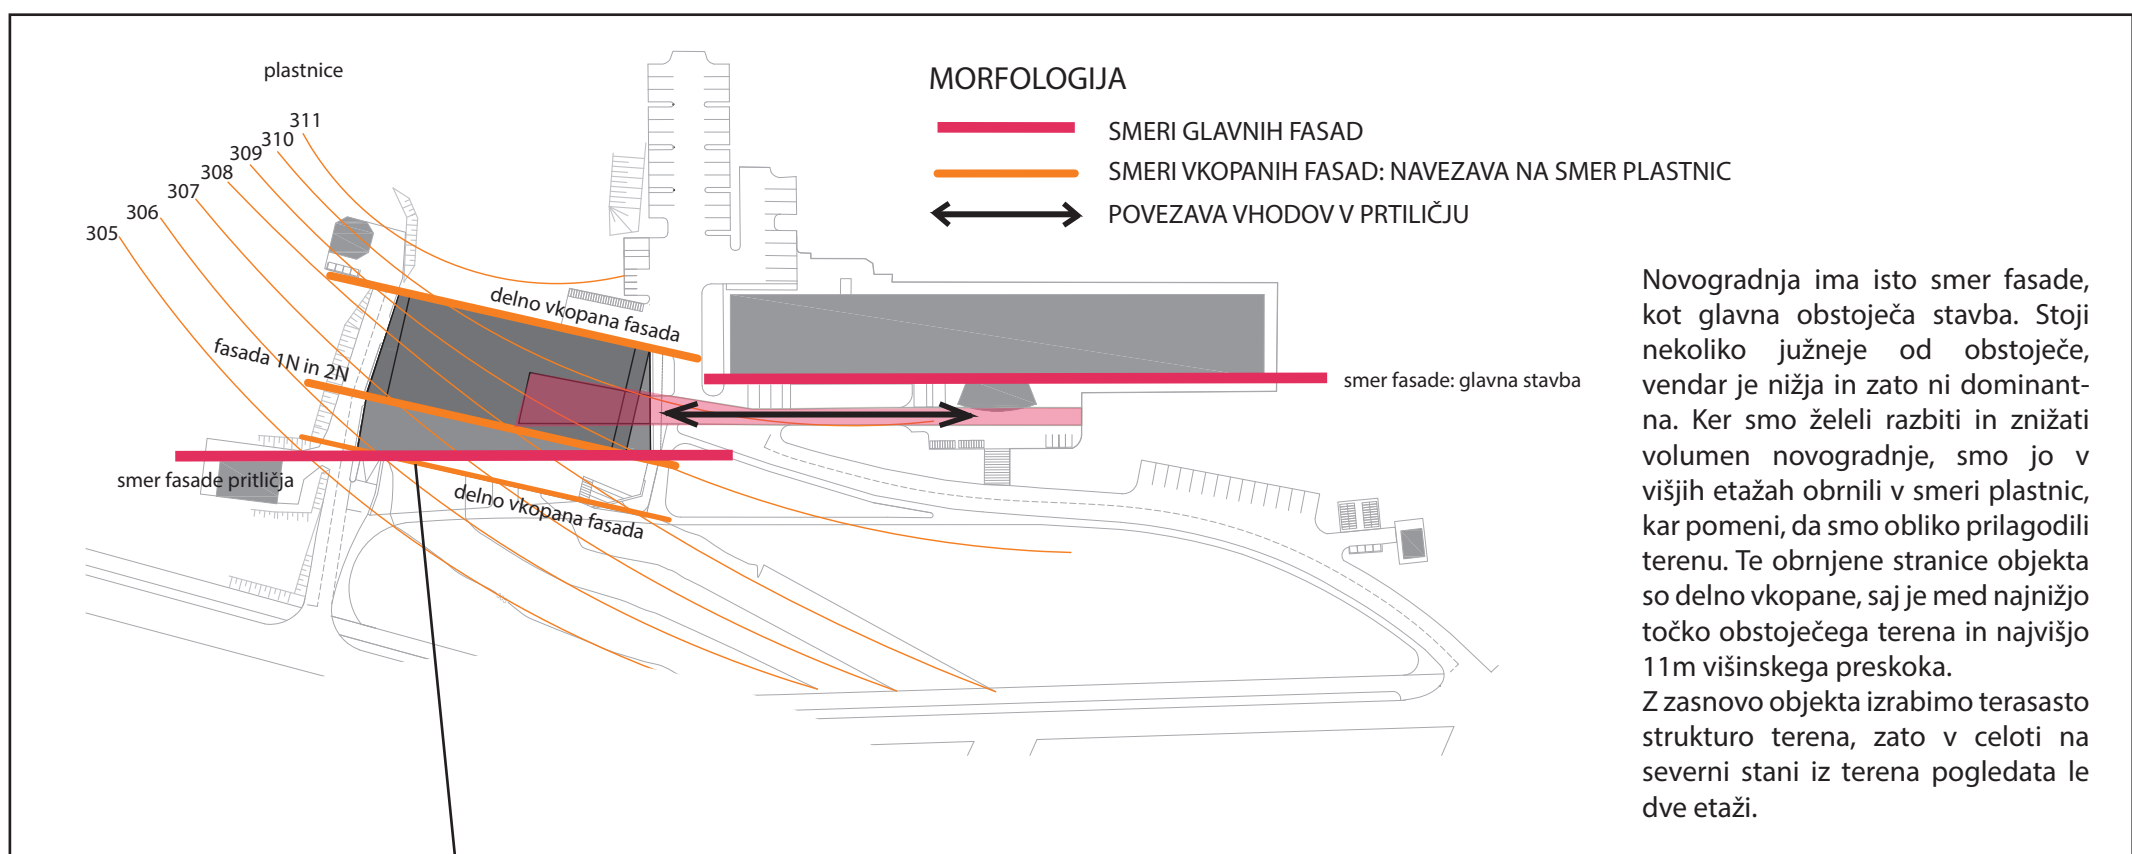 plastnice
311
310
309
308
307
306
305
MORFOLOGIJA
SMERI GLAVNIH FASAD
SMERI VKOPANIH FASAD: NAVEZAVA NA SMER PLASTNIC
POVEZAVA VHODOV V PRTILIČJU
delno vkopana fasada
fasada 1N in 2N
smer fasade: glavna stavba
smer fasade pritličja
delno vkopana fasada
Novogradnja ima isto smer fasade,
kot glavna obstoječa stavba. Stoji
nekoliko južneje od obstoječe,
vendar je nižja in zato ni dominant-
na. Ker smo želeli razbiti in znižati
volumen novogradnje, smo jo v
višjih etažah obrnili v smeri plastnic,
kar pomeni, da smo obliko prilagodili
terenu. Te obrnjene stranice objekta
so delno vkopane, saj je med najnižjo
točko obstoječega terena in najvišjo
11m višinskega preskoka.
Z zasnovo objekta izrabimo terasasto
strukturo terena, zato v celoti na
severni stani iz terena pogledata le
dve etaži.